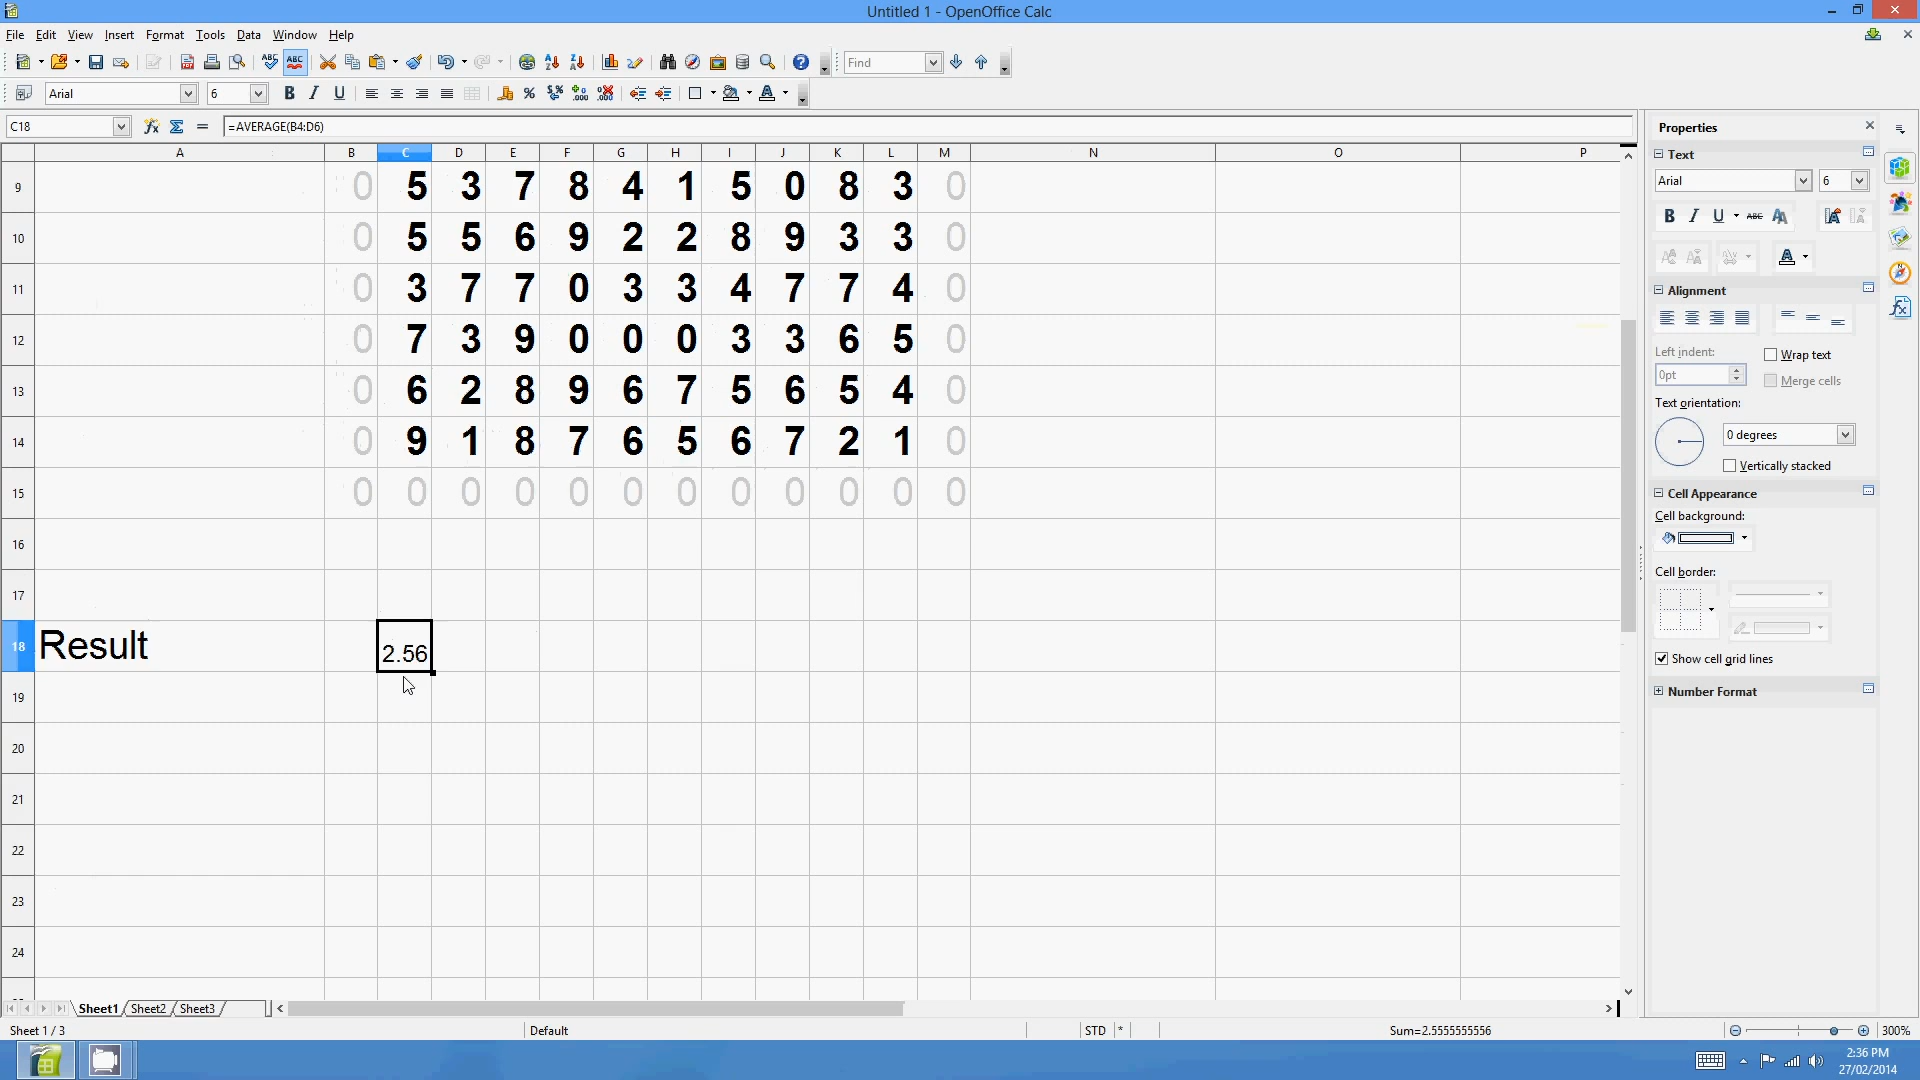 Untitled 1 - OpenOffice Calc
File Edit View Insert Format Tools Data Window Help
Find
Arial 6
C18 =AVERAGE(B4:D6)
A B C D E F G H I J K L M N O P
9 0 5 3 7 8 4 1 5 0 8 3 0
10 0 5 5 6 9 2 2 8 9 3 3 0
11 0 3 7 7 0 3 3 4 7 7 4 0
12 0 7 3 9 0 0 0 3 3 6 5 0
13 0 6 2 8 9 6 7 5 6 5 4 0
14 0 9 1 8 7 6 5 6 7 2 1 0
15 0 0 0 0 0 0 0 0 0 0 0 0
16
17
18 Result 2.56
19
20
21
22
23
24
Properties
Text
Arial 6
Alignment
Left indent:
Wrap text
0pt
Merge cells
Text orientation:
0 degrees
Vertically stacked
Cell Appearance
Cell background:
Cell border:
Show cell grid lines
Number Format
Sheet1 Sheet2 Sheet3
Sheet 1 / 3 Default STD * Sum=2.5555555556 300%
2:36 PM
27/02/2014